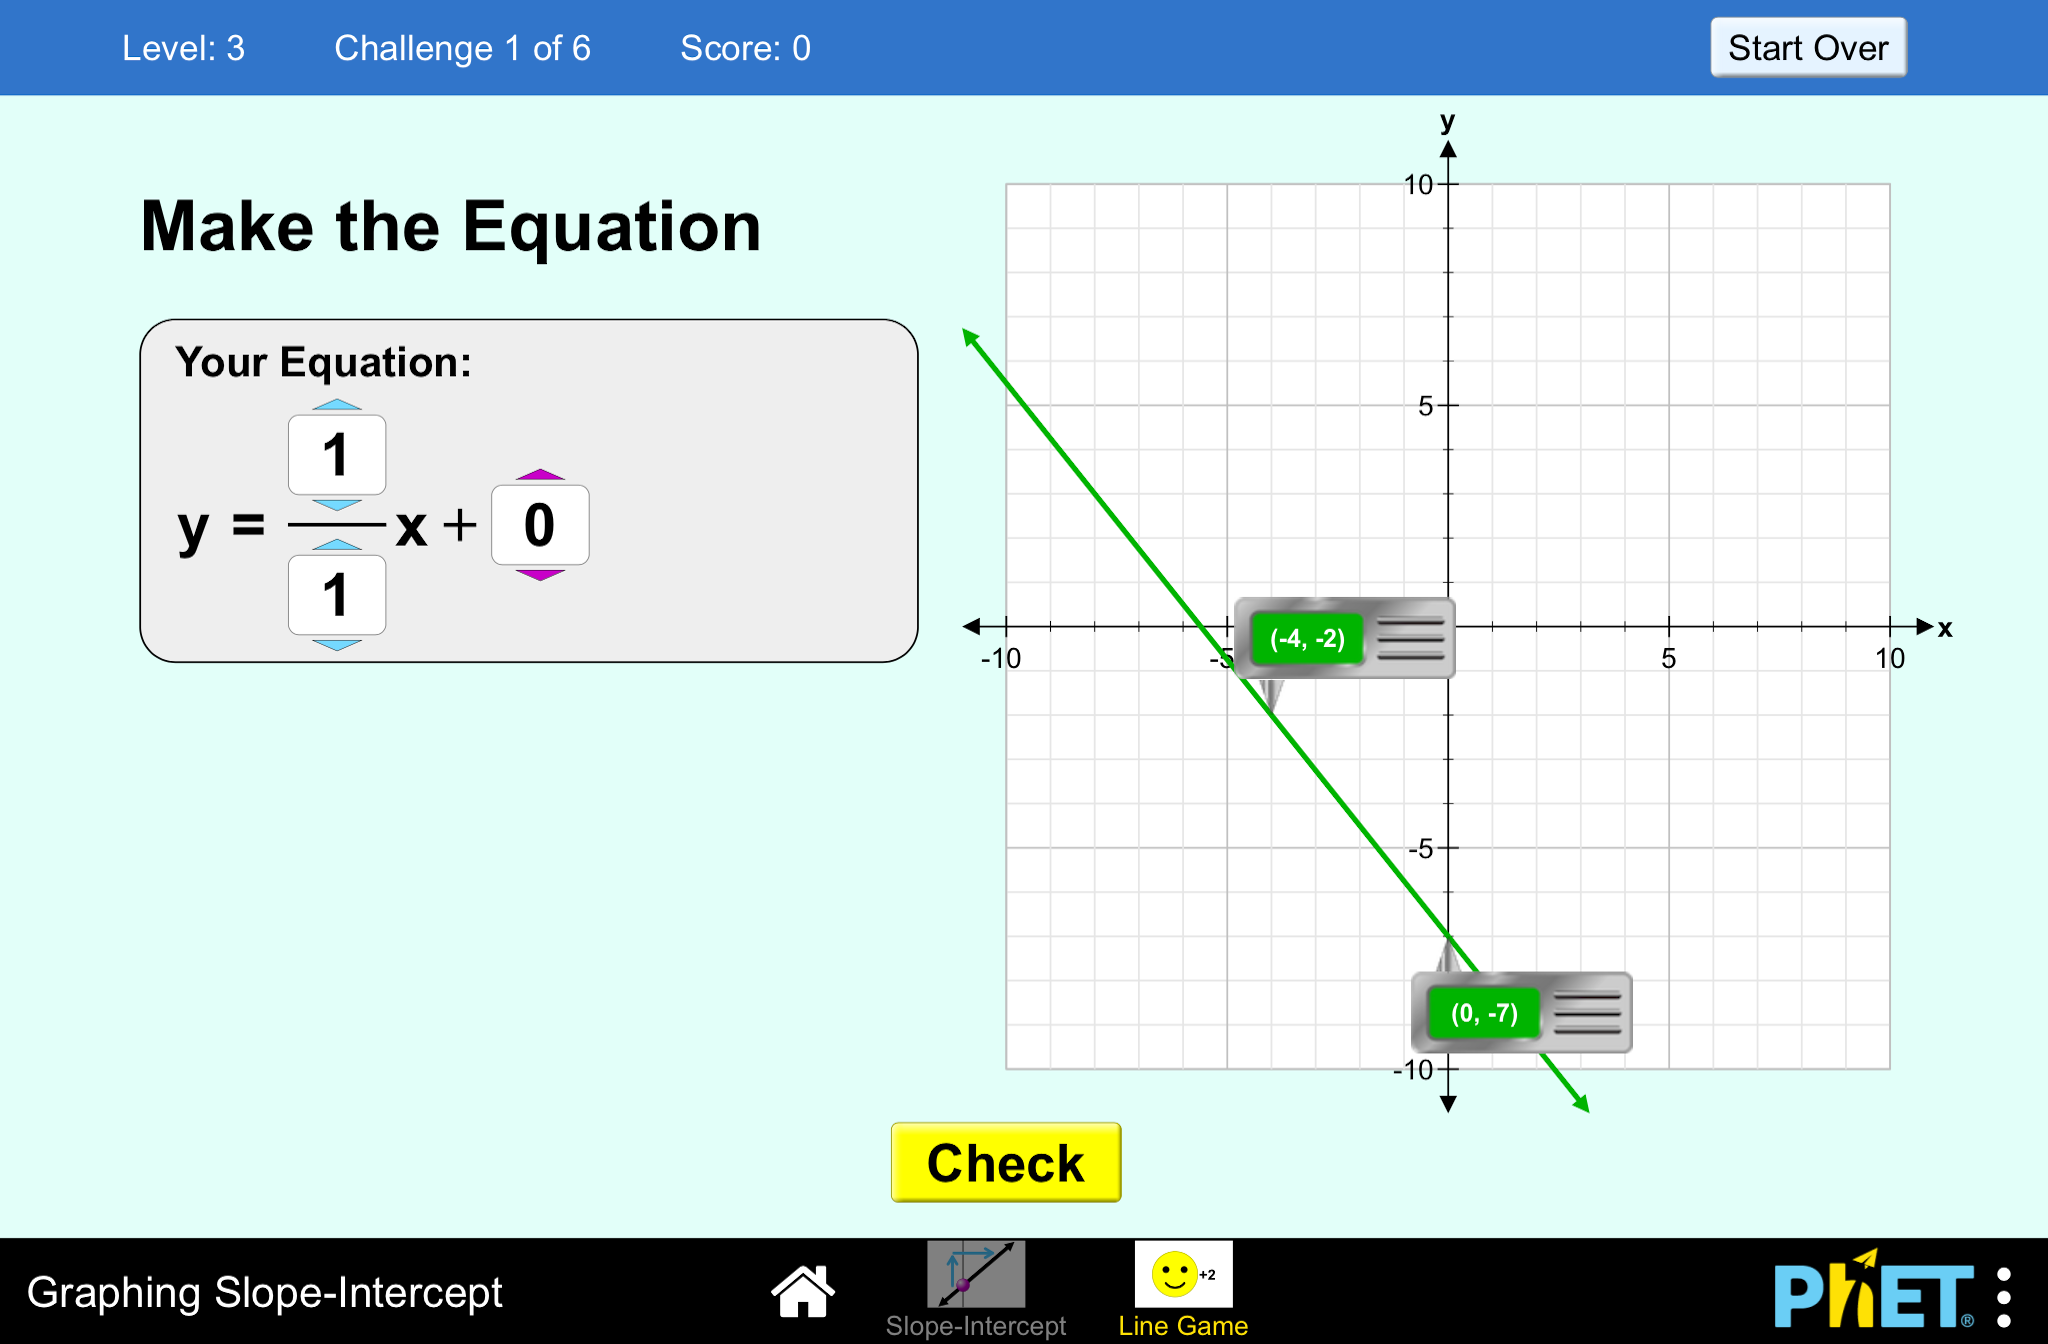 Level: 3 Challenge 1 of 6 Score: 0 Start Over
Make the Equation
Your Equation:
1
y = x + 0
1
y
10
5
-10 -5 5 10 x
(-4, -2)
-5
(0, -7)
-10
Check
Graphing Slope-Intercept
Slope-Intercept
+2
Line Game
PhET®